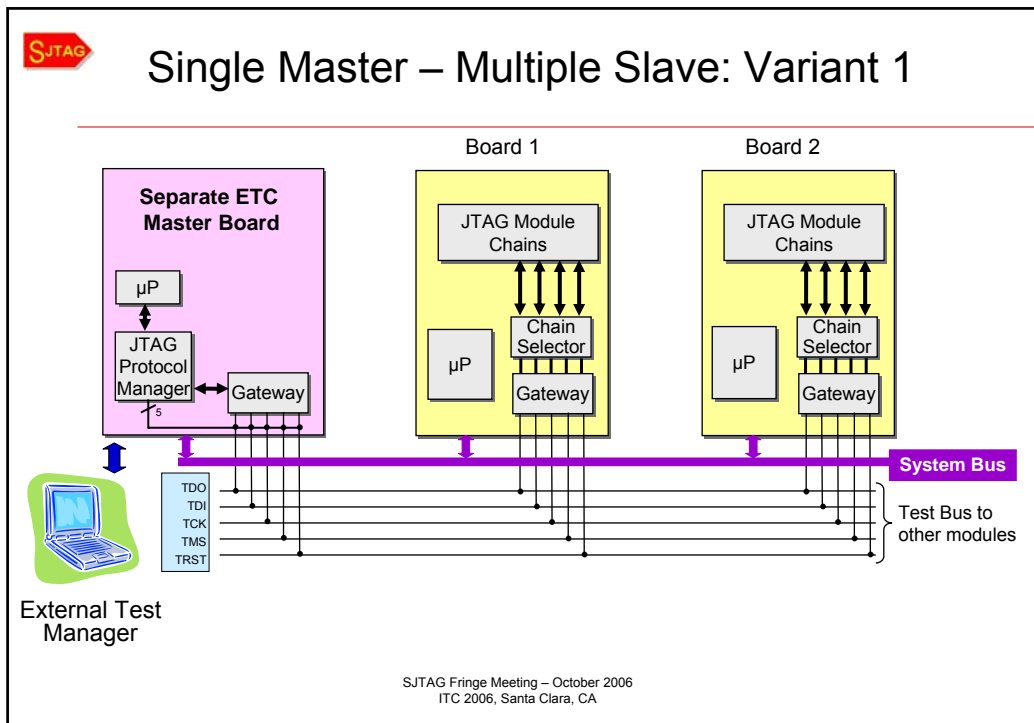 SJTAG
Single Master – Multiple Slave: Variant 1
Board 1
Board 2
Separate ETC
Master Board
µP
JTAG
Protocol
Manager
Gateway
5
JTAG Module
Chains
Chain
Selector
µP
Gateway
JTAG Module
Chains
Chain
Selector
µP
Gateway
System Bus
TDO
TDI
TCK
TMS
TRST
Test Bus to
other modules
External Test
Manager
SJTAG Fringe Meeting – October 2006
ITC 2006, Santa Clara, CA